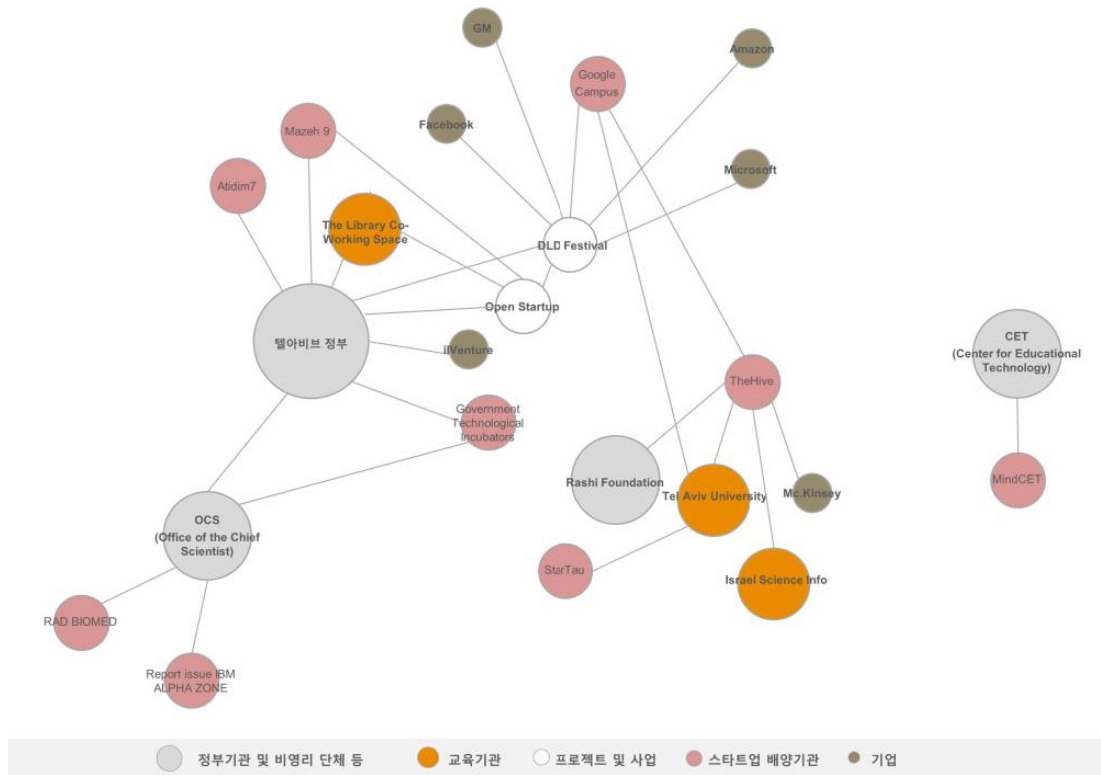 GM
Amazon
Google
Campus
Facebook
Mazeh 9
Microsoft
Atidim7
The Library Co-
Working Space
DLD Festival
Open Startup
텔아비브 정부
ilVenture
CET
(Center for Educational
Technology)
TheHive
Government
Technological
Incubators
Rashi Foundation
Tel Aviv University
Mc.Kinsey
MindCET
OCS
(Office of the Chief
Scientist)
StarTau
Israel Science Info
RAD BIOMED
Report issue IBM
ALPHA ZONE
정부기관 및 비영리 단체 등
교육기관
프로젝트 및 사업
스타트업 배양기관
기업